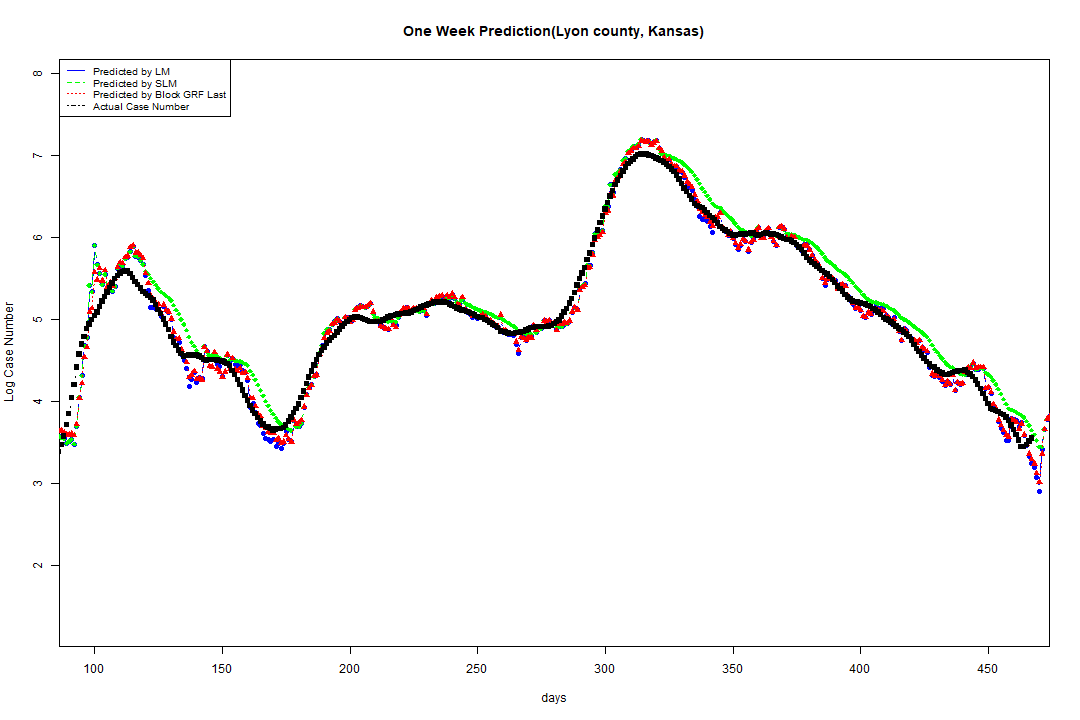 One Week Prediction(Lyon county, Kansas)
Predicted by LM
Predicted by SLM
Predicted by Block GRF Last
Actual Case Number
8
7
6
5
4
3
2
Log Case Number
100 150 200 250 300 350 400 450
days